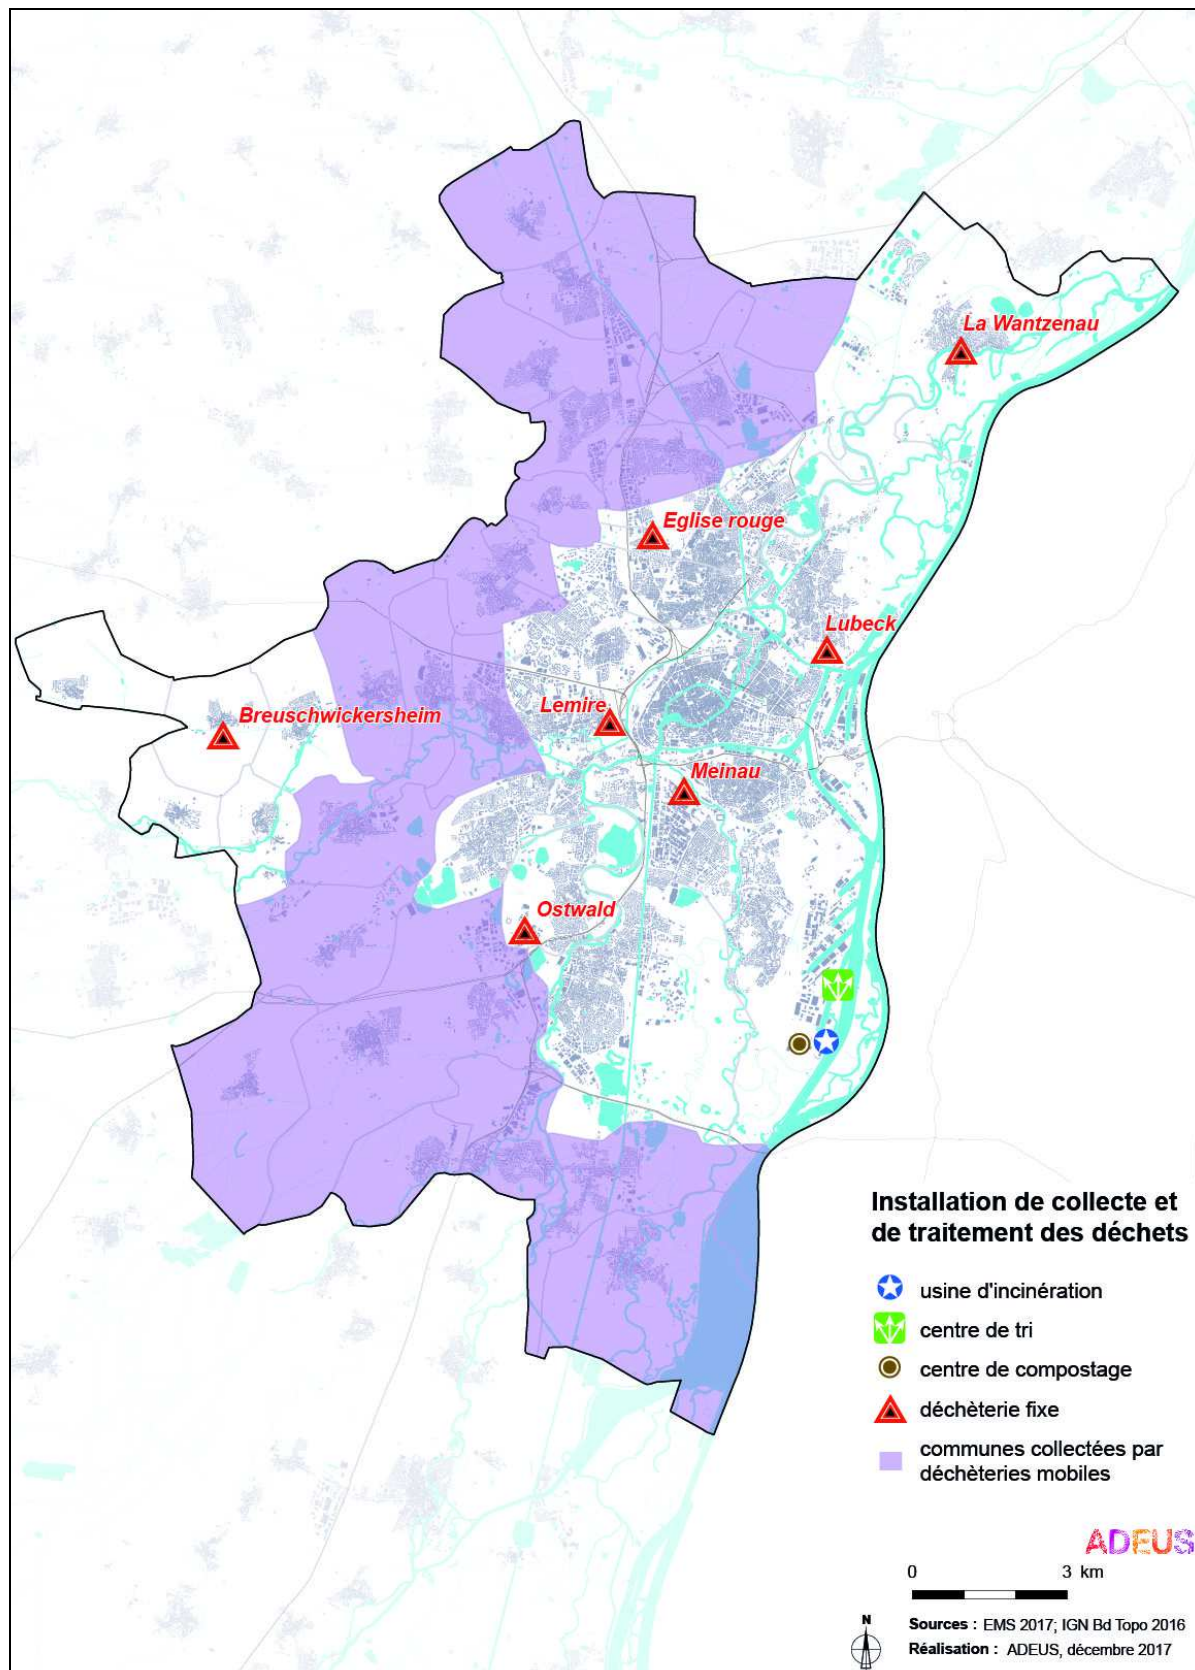 La Wantzenau
Eglise rouge
Lubeck
Lemire
Breuschwickersheim
Meinau
Ostwald
Installation de collecte et
de traitement des déchets
usine d'incinération
centre de tri
centre de compostage
déchèterie fixe
communes collectées par
déchèteries mobiles
ADEUS
0 3 km
N
Sources : EMS 2017; IGN Bd Topo 2016
Réalisation : ADEUS, décembre 2017